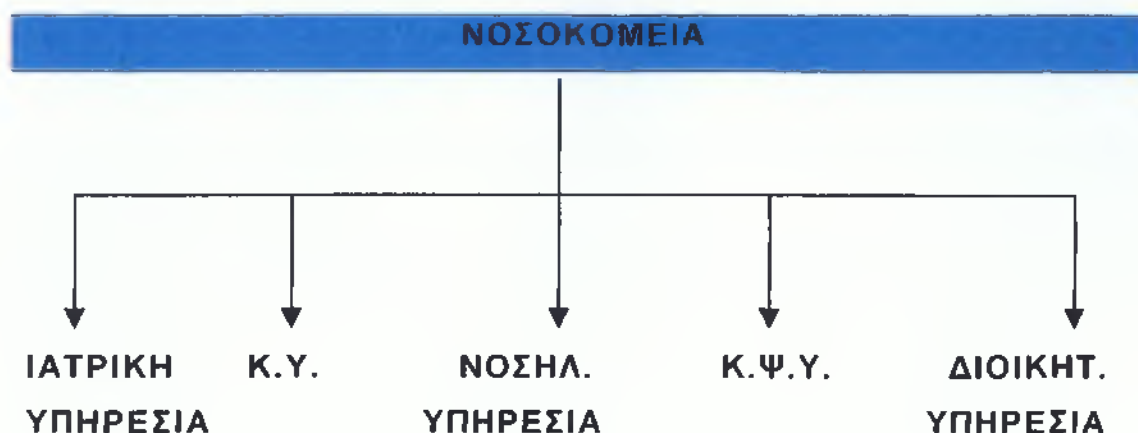 ΝΟΣΟΚΟΜΕΙΑ
ΙΑΤΡΙΚΗ ΥΠΗΡΕΣΙΑ
Κ.Υ.
ΝΟΣΗΛ. ΥΠΗΡΕΣΙΑ
Κ.Ψ.Υ.
ΔΙΟΙΚΗΤ. ΥΠΗΡΕΣΙΑ